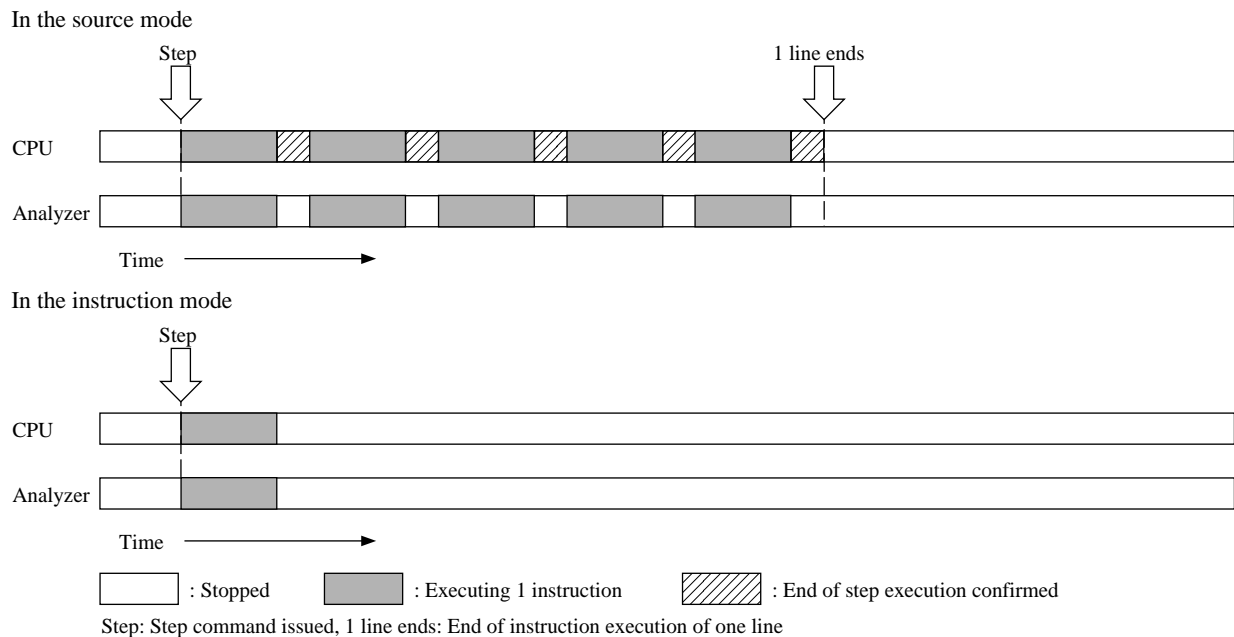 In the source mode
Step
1 line ends
CPU
Analyzer
Time
In the instruction mode
Step
CPU
Analyzer
Time
: Stopped
: Executing 1 instruction
: End of step execution confirmed
Step: Step command issued, 1 line ends: End of instruction execution of one line